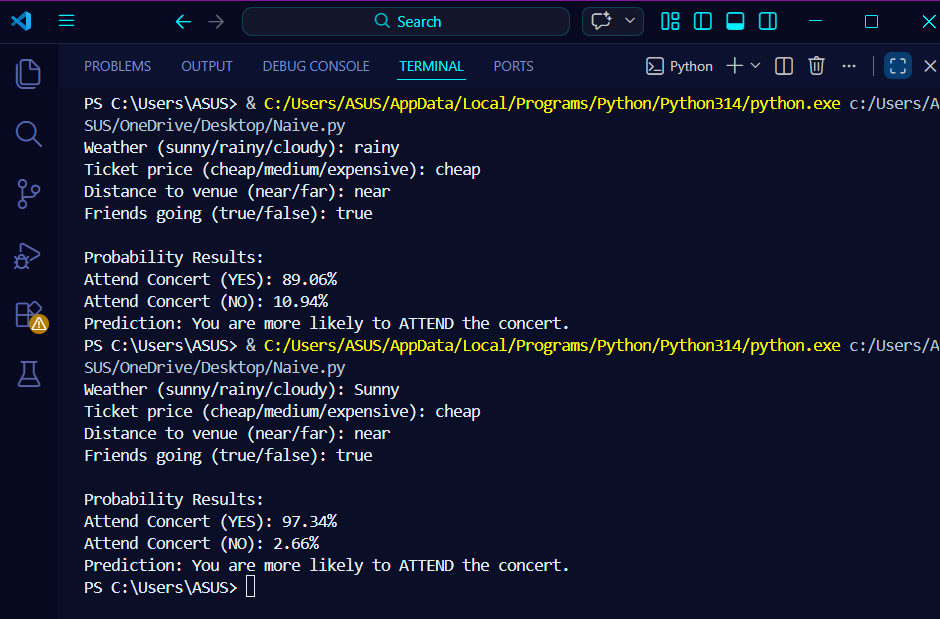 Search
PROBLEMS OUTPUT DEBUG CONSOLE TERMINAL PORTS Python
PS C:\Users\ASUS> & C:/Users/ASUS/AppData/Local/Programs/Python/Python314/python.exe c:/Users/A
SUS/OneDrive/Desktop/Naive.py
Weather (sunny/rainy/cloudy): rainy
Ticket price (cheap/medium/expensive): cheap
Distance to venue (near/far): near
Friends going (true/false): true
Probability Results:
Attend Concert (YES): 89.06%
Attend Concert (NO): 10.94%
Prediction: You are more likely to ATTEND the concert.
PS C:\Users\ASUS> & C:/Users/ASUS/AppData/Local/Programs/Python/Python314/python.exe c:/Users/A
SUS/OneDrive/Desktop/Naive.py
Weather (sunny/rainy/cloudy): Sunny
Ticket price (cheap/medium/expensive): cheap
Distance to venue (near/far): near
Friends going (true/false): true
Probability Results:
Attend Concert (YES): 97.34%
Attend Concert (NO): 2.66%
Prediction: You are more likely to ATTEND the concert.
PS C:\Users\ASUS>